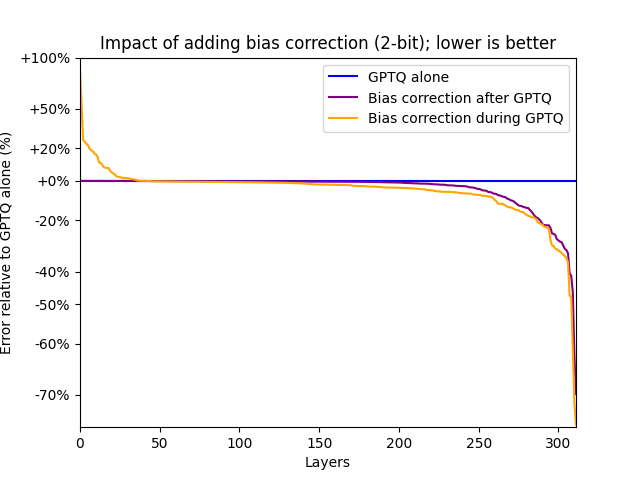 Impact of adding bias correction (2-bit); lower is better
+100%
+50%
+20%
+0%
-20%
-40%
-50%
-60%
-70%
Error relative to GPTQ alone (%)
GPTQ alone
Bias correction after GPTQ
Bias correction during GPTQ
0 50 100 150 200 250 300
Layers